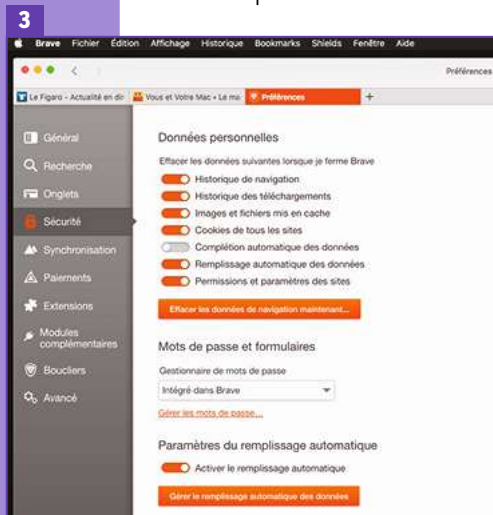 3
Brave Fichier Édition Affichage Historique Bookmarks Shields Fenêtre Aide
Préférences
Le Figaro - Actualité en dir
Vous et Votre Mac • Le ma
Préférences
+
Général
Recherche
Onglets
Sécurité
Synchronisation
Paiements
Extensions
Modules
complémentaires
Boucliers
Avancé
Données personnelles
Effacer les données suivantes lorsque je ferme Brave
Historique de navigation
Historique des téléchargements
Images et fichiers mis en cache
Cookies de tous les sites
Complétion automatique des données
Remplissage automatique des données
Permissions et paramètres des sites
Effacer les données de navigation maintenant...
Mots de passe et formulaires
Gestionnaire de mots de passe
Intégré dans Brave
Gérer les mots de passe...
Paramètres du remplissage automatique
Activer le remplissage automatique
Gérer le remplissage automatique des données